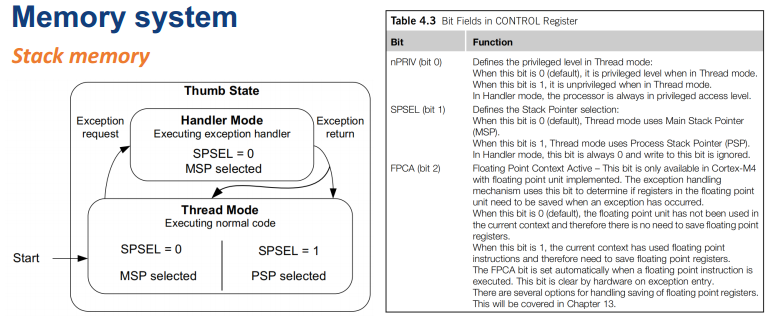 Memory system
Stack memory
Thumb State
Exception
request
Handler Mode
Executing exception handler
SPSEL = 0
MSP selected
Exception
return
Thread Mode
Executing normal code
Start
SPSEL = 0
MSP selected
SPSEL = 1
PSP selected
Table 4.3 Bit Fields in CONTROL Register
Bit Function
nPRIV (bit 0) Defines the privileged level in Thread mode:
When this bit is 0 (default), it is privileged level when in Thread mode.
When this bit is 1, it is unprivileged when in Thread mode.
In Handler mode, the processor is always in privileged access level.
SPSEL (bit 1) Defines the Stack Pointer selection:
When this bit is 0 (default), Thread mode uses Main Stack Pointer
(MSP).
When this bit is 1, Thread mode uses Process Stack Pointer (PSP).
In Handler mode, this bit is always 0 and write to this bit is ignored.
FPCA (bit 2) Floating Point Context Active – This bit is only available in Cortex-M4
with floating point unit implemented. The exception handling
mechanism uses this bit to determine if registers in the floating point
unit need to be saved when an exception has occurred.
When this bit is 0 (default), the floating point unit has not been used in
the current context and therefore there is no need to save floating point
registers.
When this bit is 1, the current context has used floating point
instructions and therefore need to save floating point registers.
The FPCA bit is set automatically when a floating point instruction is
executed. This bit is clear by hardware on exception entry.
There are several options for handling saving of floating point registers.
This will be covered in Chapter 13.